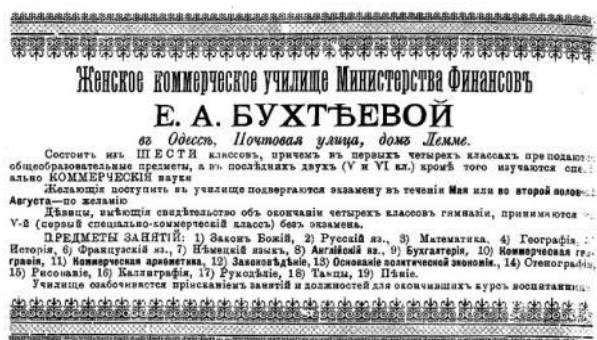 Женское коммерческое училище Министерства Финансовъ
Е. А. БУХТѢЕВОЙ
въ Одессѣ, Почтовая улица, домъ Лемме.
Состоитъ изъ ШЕСТИ классовъ, причемъ въ первыхъ четырехъ классахъ преподают
общеобразовательные предметы, а въ послѣднихъ двухъ (V и VI кл.) кромѣ того изучаются спе
ально КОММЕРЧЕСКІЯ науки
Желающія поступить въ училище подвергаются экзамену въ теченіи Мая или во второй полов
Августа—по желанію
Дѣвицы, имѣющія свидѣтельство объ окончаніи четырехъ классовъ гимназіи, принимаются
V-й (первый спеціально-коммерческій классъ) безъ экзамена.
ПРЕДМЕТЫ ЗАНЯТІЙ: 1) Законъ Божій, 2) Русскій яз., 3) Математика, 4) Географія,
Исторія, 6) Французскій яз., 7) Нѣмецкій языкъ, 8) Англійскій яз., 9) Бухгалтерія, 10) Коммерческая гео
графія, 11) Коммерческая арифметика, 12) Законовѣдѣніе, 13) Основаніе политической экономіи., 14) Стенографія
15) Рисованіе, 16) Каллиграфія, 17) Рукодѣліе, 18) Танцы, 19) Пѣніе.
Училище озабочивается пріисканіемъ занятій и должностей для окончившихъ курсъ воспитанниц